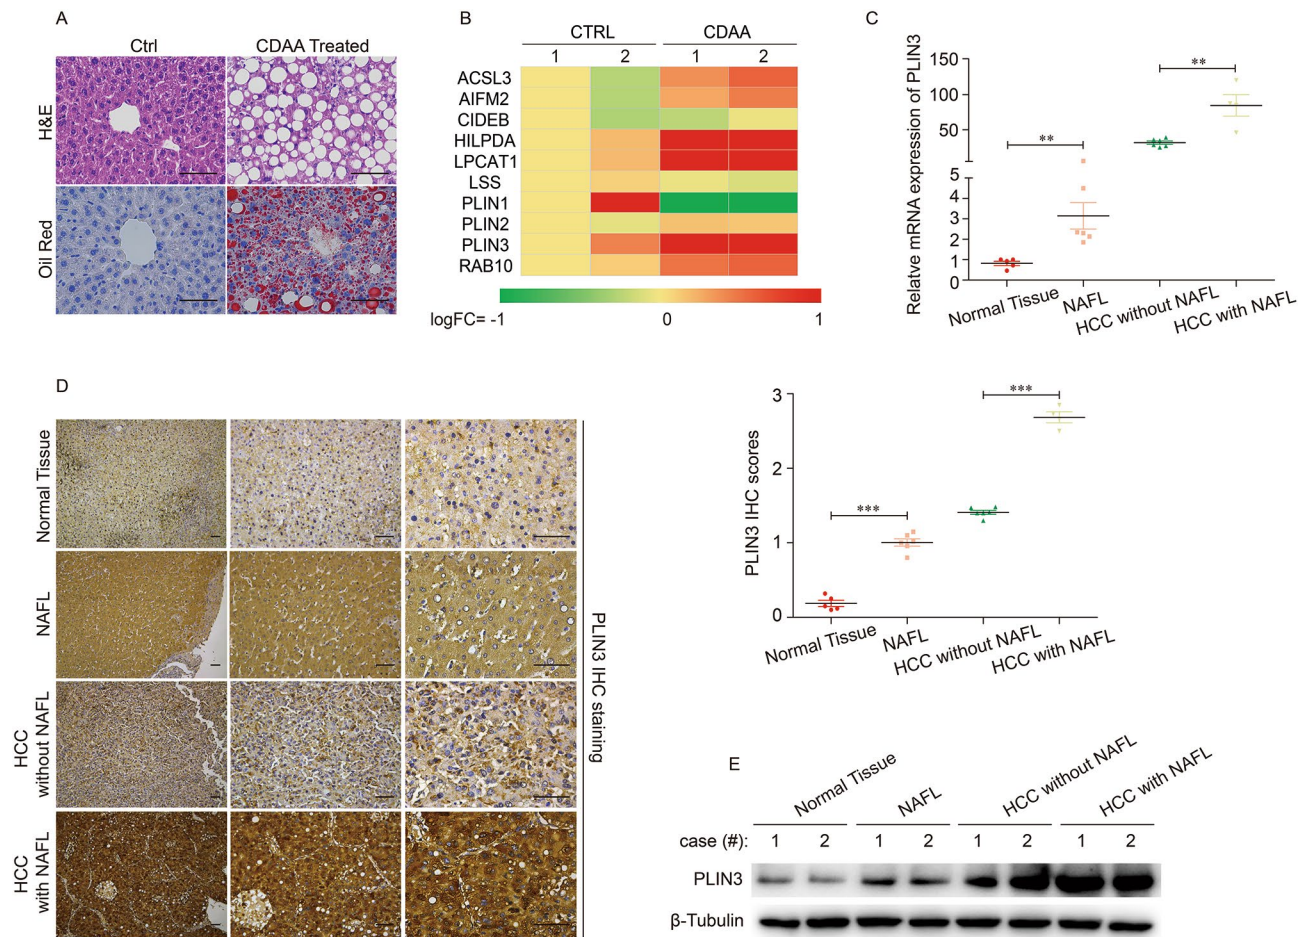 A
Ctrl
CDAA Treated
H&E
Oil Red
B
CTRL
CDAA
1 2 1 2
ACSL3
AIFM2
CIDEB
HILPDA
LPCAT1
LSS
PLIN1
PLIN2
PLIN3
RAB10
logFC= -1 0 1
C
Relative mRNA expression of PLIN3
150
100
50
5
4
3
2
1
0
**
**
Normal Tissue
NAFL
HCC without NAFL
HCC with NAFL
D
Normal Tissue
NAFL
HCC
without NAFL
HCC
with NAFL
PLIN3 IHC staining
PLIN3 IHC scores
3
2
1
0
***
***
Normal Tissue
NAFL
HCC without NAFL
HCC with NAFL
E
Normal Tissue
NAFL
HCC without NAFL
HCC with NAFL
case (#): 1 2 1 2 1 2 1 2
PLIN3
β-Tubulin